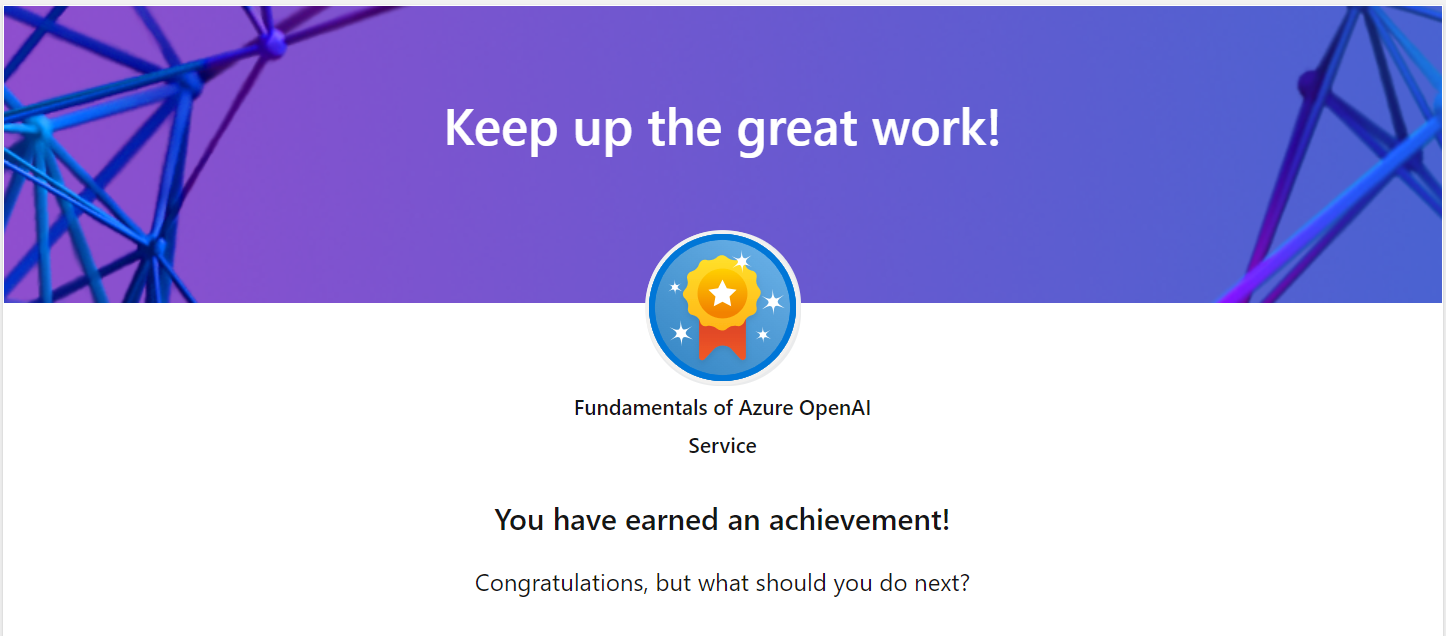 Keep up the great work!
Fundamentals of Azure OpenAI
Service
You have earned an achievement!
Congratulations, but what should you do next?